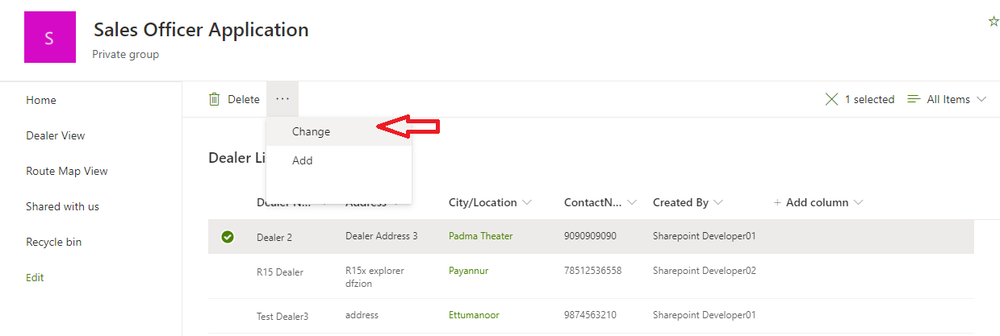 S
Sales Officer Application
Private group
Home
Dealer View
Route Map View
Shared with us
Recycle bin
Edit
Delete
···
1 selected
All Items
Change
Add
Dealer Li
Dealer N...
Address
City/Location
ContactN...
Created By
+ Add column
Dealer 2
Dealer Address 3
Padma Theater
9090909090
Sharepoint Developer01
R15 Dealer
R15x explorer
dfzion
Payannur
78512536558
Sharepoint Developer02
Test Dealer3
address
Ettumanoor
9874563210
Sharepoint Developer01